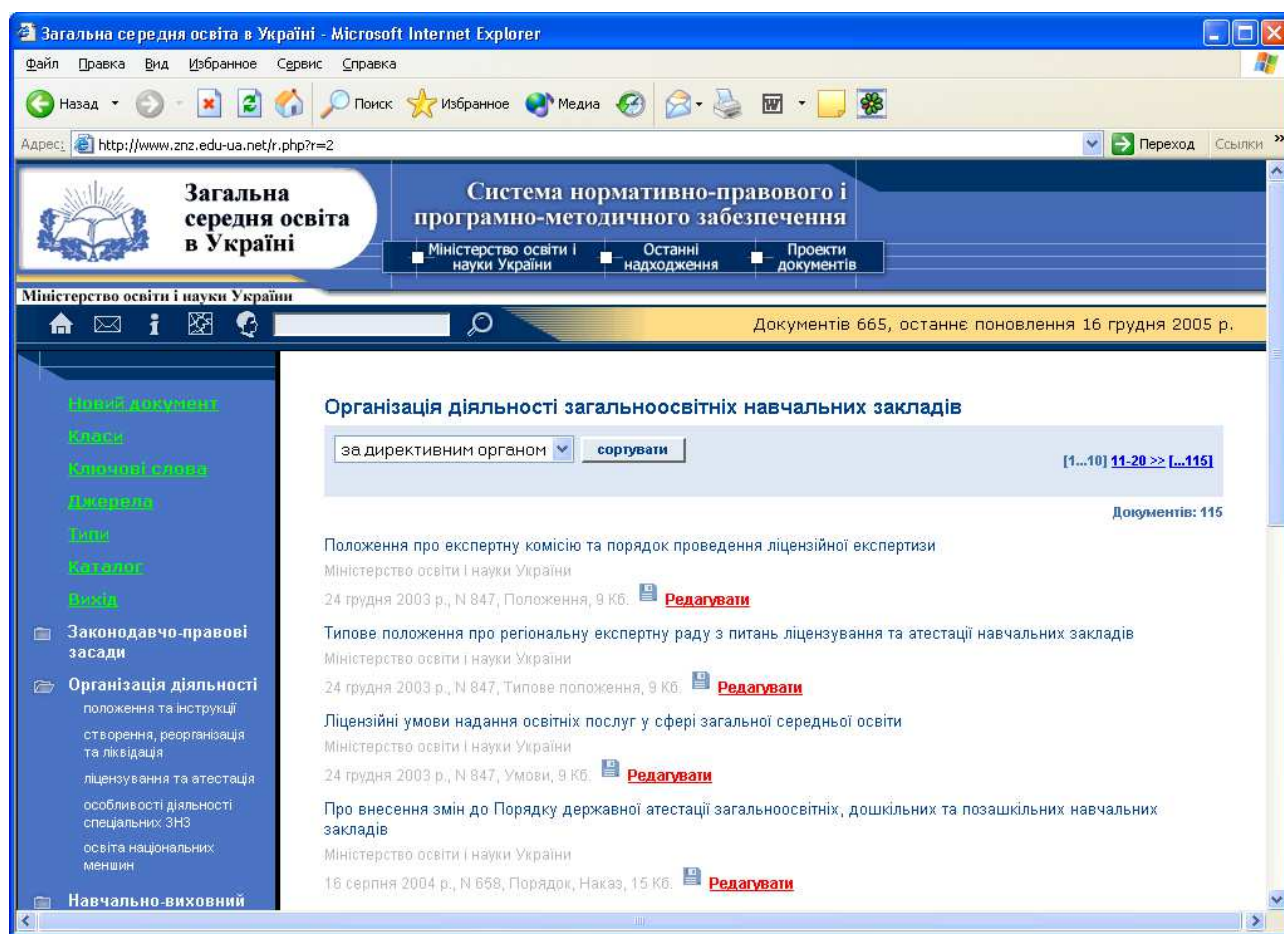 Загальна середня освіта в Україні - Microsoft Internet Explorer
Файл Правка Вид Избранное Сервис Справка
Назад Поиск Избранное Медиа
Адрес: http://www.znz.edu-ua.net/r.php?r=2 Переход Ссылки »
Загальна
середня освіта
в Україні
Система нормативно-правового і
програмно-методичного забезпечення
Міністерство освіти і
науки України
Останні
надходження
Проекти
документів
Міністерство освіти і науки України
Документів 665, останнє поновлення 16 грудня 2005 р.
Новий документ
Класи
Ключові слова
Джерела
Типи
Каталог
Вихід
Законодавчо-правові
засади
Організація діяльності
положення та інструкції
створення, реорганізація
та ліквідація
ліцензування та атестація
особливості діяльності
спеціальних ЗНЗ
освіта національних
меншин
Навчально-виховний
Організація діяльності загальноосвітніх навчальних закладів
за директивним органом сортувати
[1...10] 11-20 >> [...115]
Документів: 115
Положення про експертну комісію та порядок проведення ліцензійної експертизи
Міністерство освіти і науки України
24 грудня 2003 р., N 847, Положення, 9 Кб. Редагувати
Типове положення про регіональну експертну раду з питань ліцензування та атестації навчальних закладів
Міністерство освіти і науки України
24 грудня 2003 р., N 847, Типове положення, 9 Кб. Редагувати
Ліцензійні умови надання освітніх послуг у сфері загальної середньої освіти
Міністерство освіти і науки України
24 грудня 2003 р., N 847, Умови, 9 Кб. Редагувати
Про внесення змін до Порядку державної атестації загальноосвітніх, дошкільних та позашкільних навчальних
закладів
Міністерство освіти і науки України
16 серпня 2004 р., N 658, Порядок, Наказ, 15 Кб. Редагувати